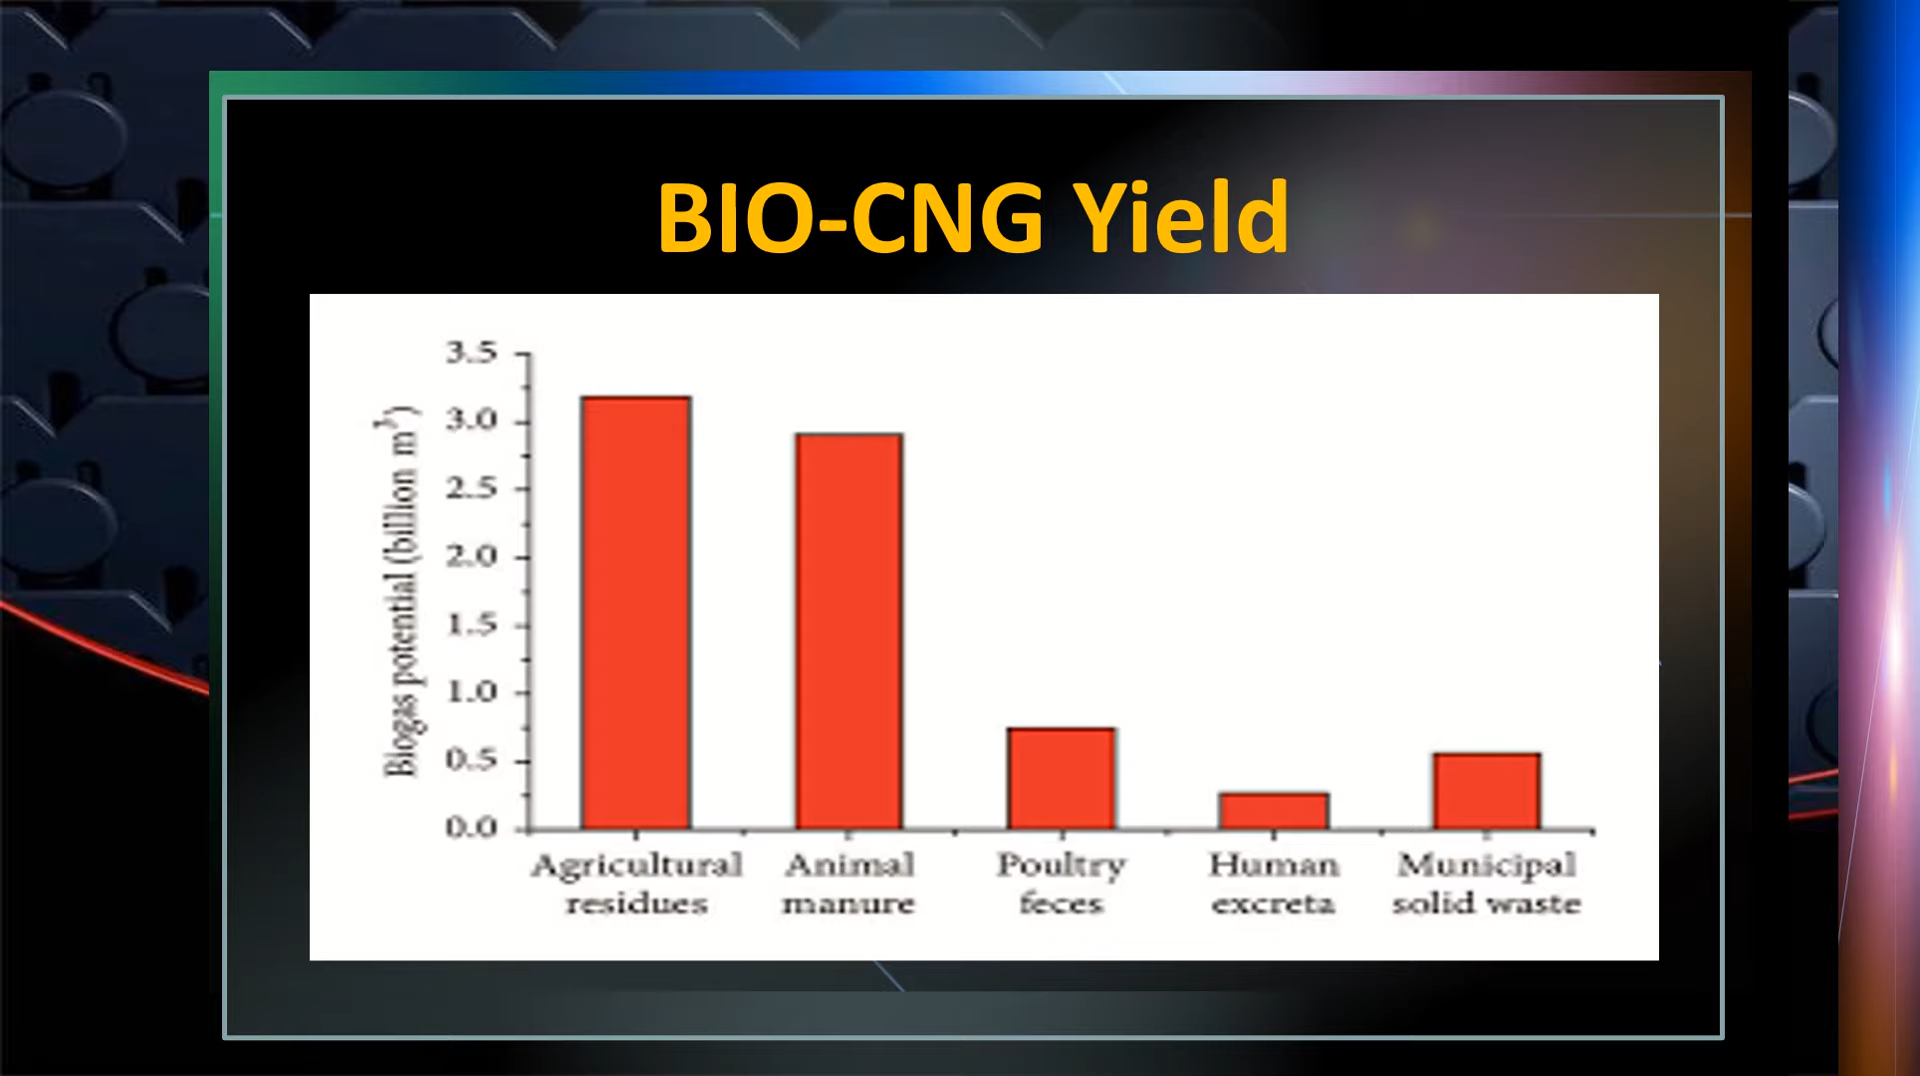 BIO-CNG Yield
Biogas potential (billion m³)
3.5
3.0
2.5
2.0
1.5
1.0
0.5
0.0
Agricultural residues
Animal manure
Poultry feces
Human excreta
Municipal solid waste